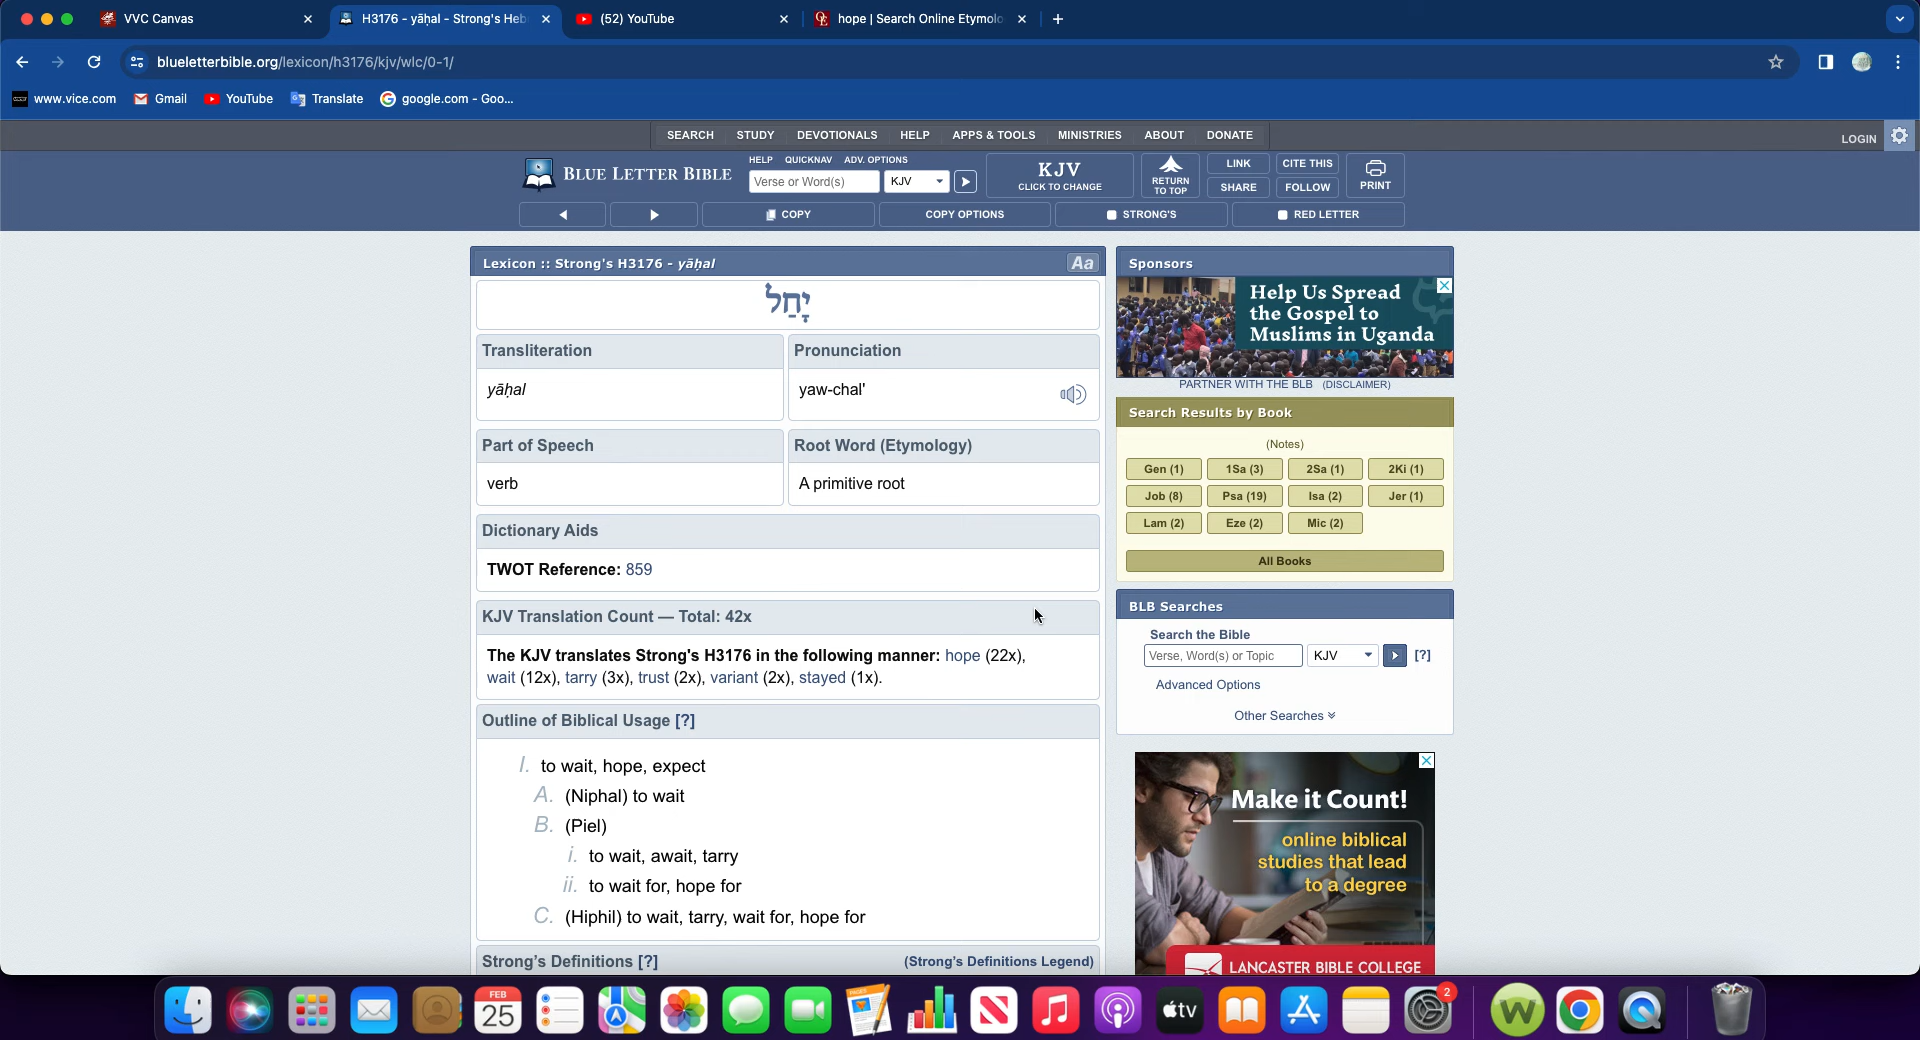 VVC Canvas
H3176 - yāḥal - Strong's Heb
(52) YouTube
hope | Search Online Etymolo
blueletterbible.org/lexicon/h3176/kjv/wlc/0-1/
www.vice.com
Gmail
YouTube
Translate
google.com - Goo...
SEARCH STUDY DEVOTIONALS HELP APPS & TOOLS MINISTRIES ABOUT DONATE
LOGIN
BLUE LETTER BIBLE
HELP QUICKNAV ADV. OPTIONS
Verse or Word(s)
KJV
KJV
CLICK TO CHANGE
RETURN
TO TOP
LINK
CITE THIS
SHARE
FOLLOW
PRINT
COPY
COPY OPTIONS
STRONG'S
RED LETTER
Lexicon :: Strong's H3176 - yāḥal
Aa
יָחַל
Transliteration
yāḥal
Pronunciation
yaw-chal'
Part of Speech
verb
Root Word (Etymology)
A primitive root
Dictionary Aids
TWOT Reference: 859
KJV Translation Count — Total: 42x
The KJV translates Strong's H3176 in the following manner: hope (22x),
wait (12x), tarry (3x), trust (2x), variant (2x), stayed (1x).
Outline of Biblical Usage [?]
I. to wait, hope, expect
A. (Niphal) to wait
B. (Piel)
i. to wait, await, tarry
ii. to wait for, hope for
C. (Hiphil) to wait, tarry, wait for, hope for
Strong's Definitions [?]
(Strong's Definitions Legend)
Sponsors
Help Us Spread
the Gospel to
Muslims in Uganda
PARTNER WITH THE BLB (DISCLAIMER)
Search Results by Book
(Notes)
Gen (1) 1Sa (3) 2Sa (1) 2Ki (1)
Job (8) Psa (19) Isa (2) Jer (1)
Lam (2) Eze (2) Mic (2)
All Books
BLB Searches
Search the Bible
Verse, Word(s) or Topic
KJV
[?]
Advanced Options
Other Searches
Make it Count!
online biblical
studies that lead
to a degree
LANCASTER BIBLE COLLEGE
FEB
25
PAGES
tv
2
W